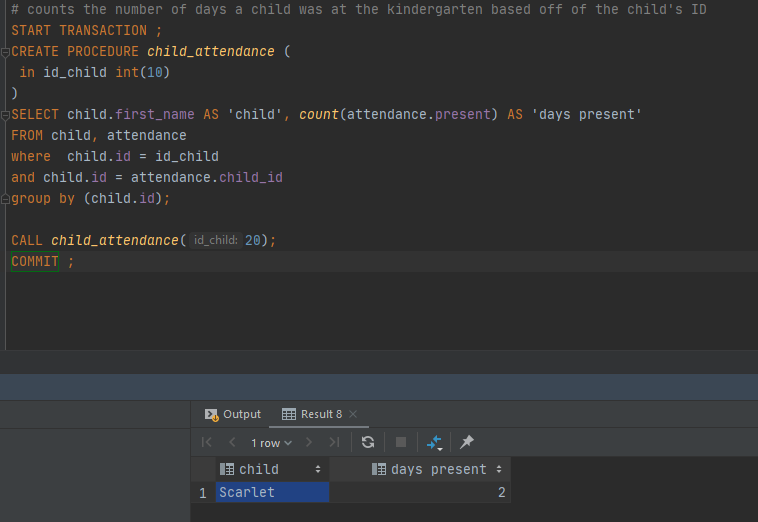 # counts the number of days a child was at the kindergarten based off of the child's ID
START TRANSACTION ;
CREATE PROCEDURE child_attendance (
 in id_child int(10)
)
SELECT child.first_name AS 'child', count(attendance.present) AS 'days present'
FROM child, attendance
where  child.id = id_child
and child.id = attendance.child_id
group by (child.id);
CALL child_attendance( id_child: 20);
COMMIT ;
Output Result 8
1 row
child days present
1 Scarlet 2